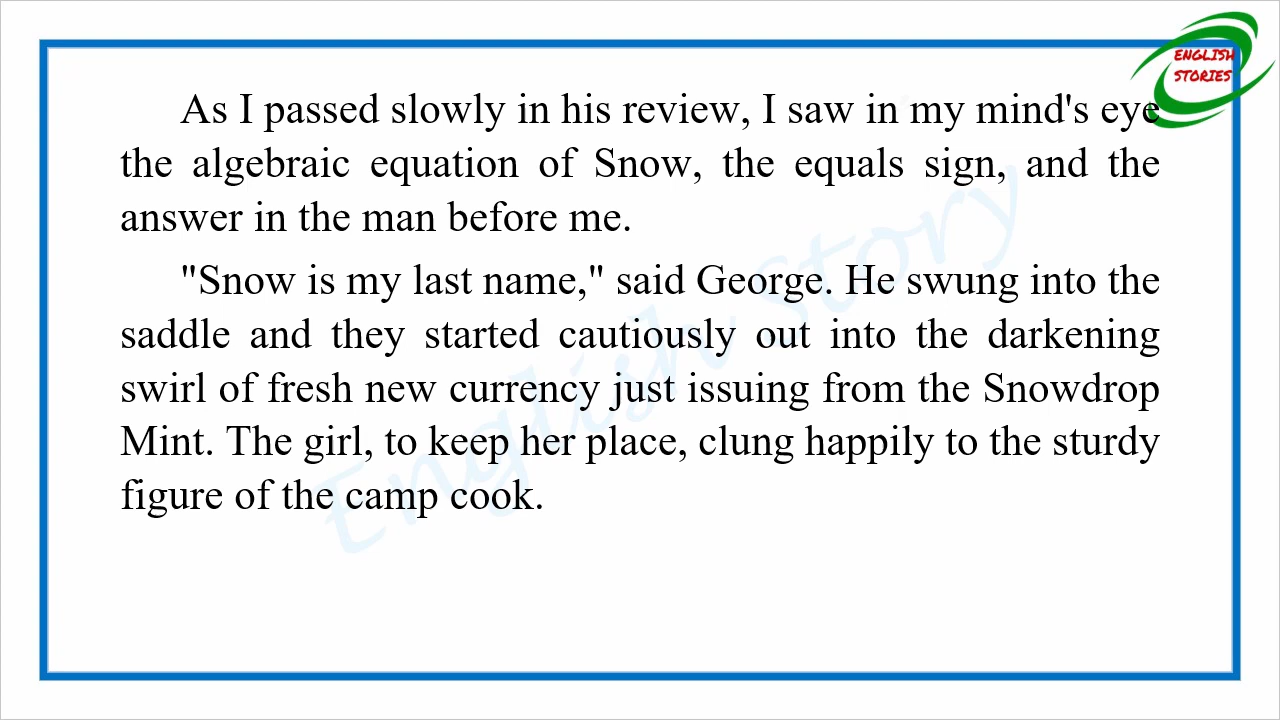 ENGLISH
STORIES
As I passed slowly in his review, I saw in my mind's eye
the algebraic equation of Snow, the equals sign, and the
answer in the man before me.
"Snow is my last name," said George. He swung into the
saddle and they started cautiously out into the darkening
swirl of fresh new currency just issuing from the Snowdrop
Mint. The girl, to keep her place, clung happily to the sturdy
figure of the camp cook.
English Story